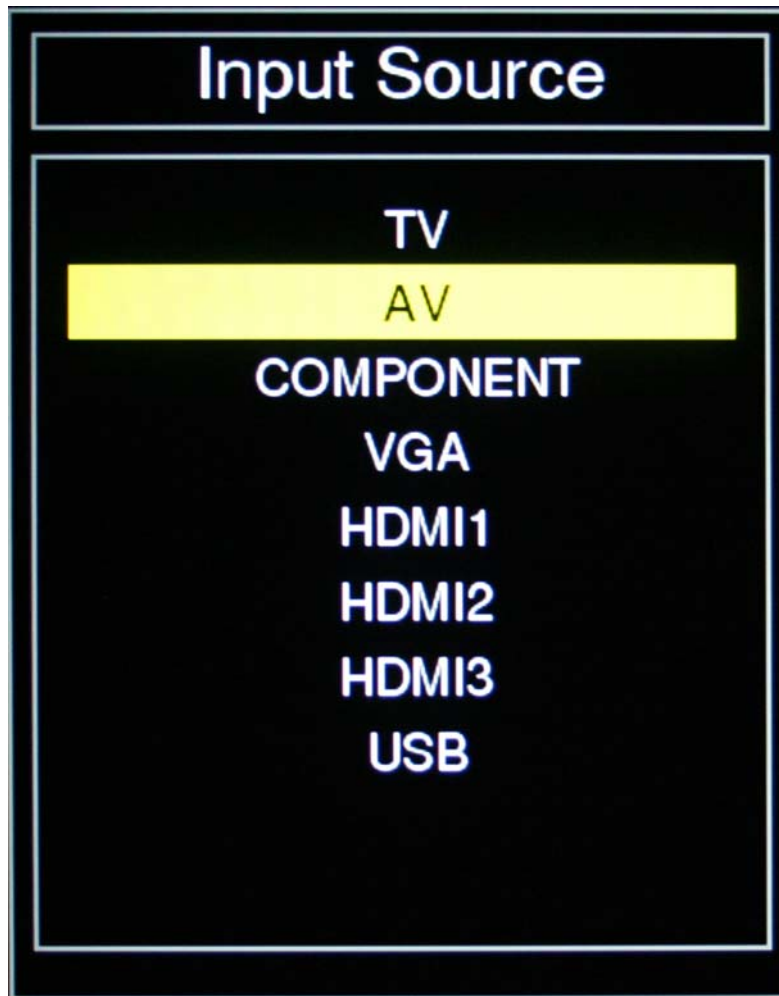 Input Source
TV
AV
COMPONENT
VGA
HDMI1
HDMI2
HDMI3
USB